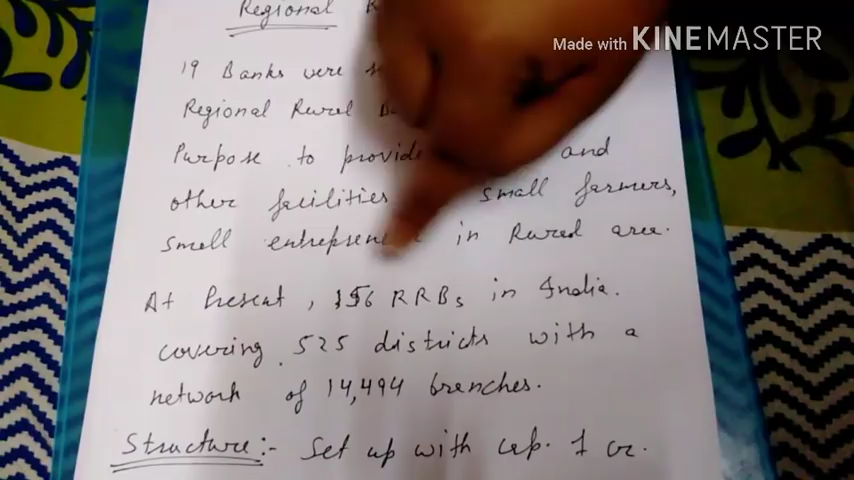 Made with KINEMASTER
Regional R
19 Banks were
Regional Rural
Purpose to provide and
other facilities small farmers,
small in Rural area.
At Present, 156 RRBs in India.
covering 525 districts with a
network of 14,494 branches.
Structure:- Set up with cap. 1 cr.